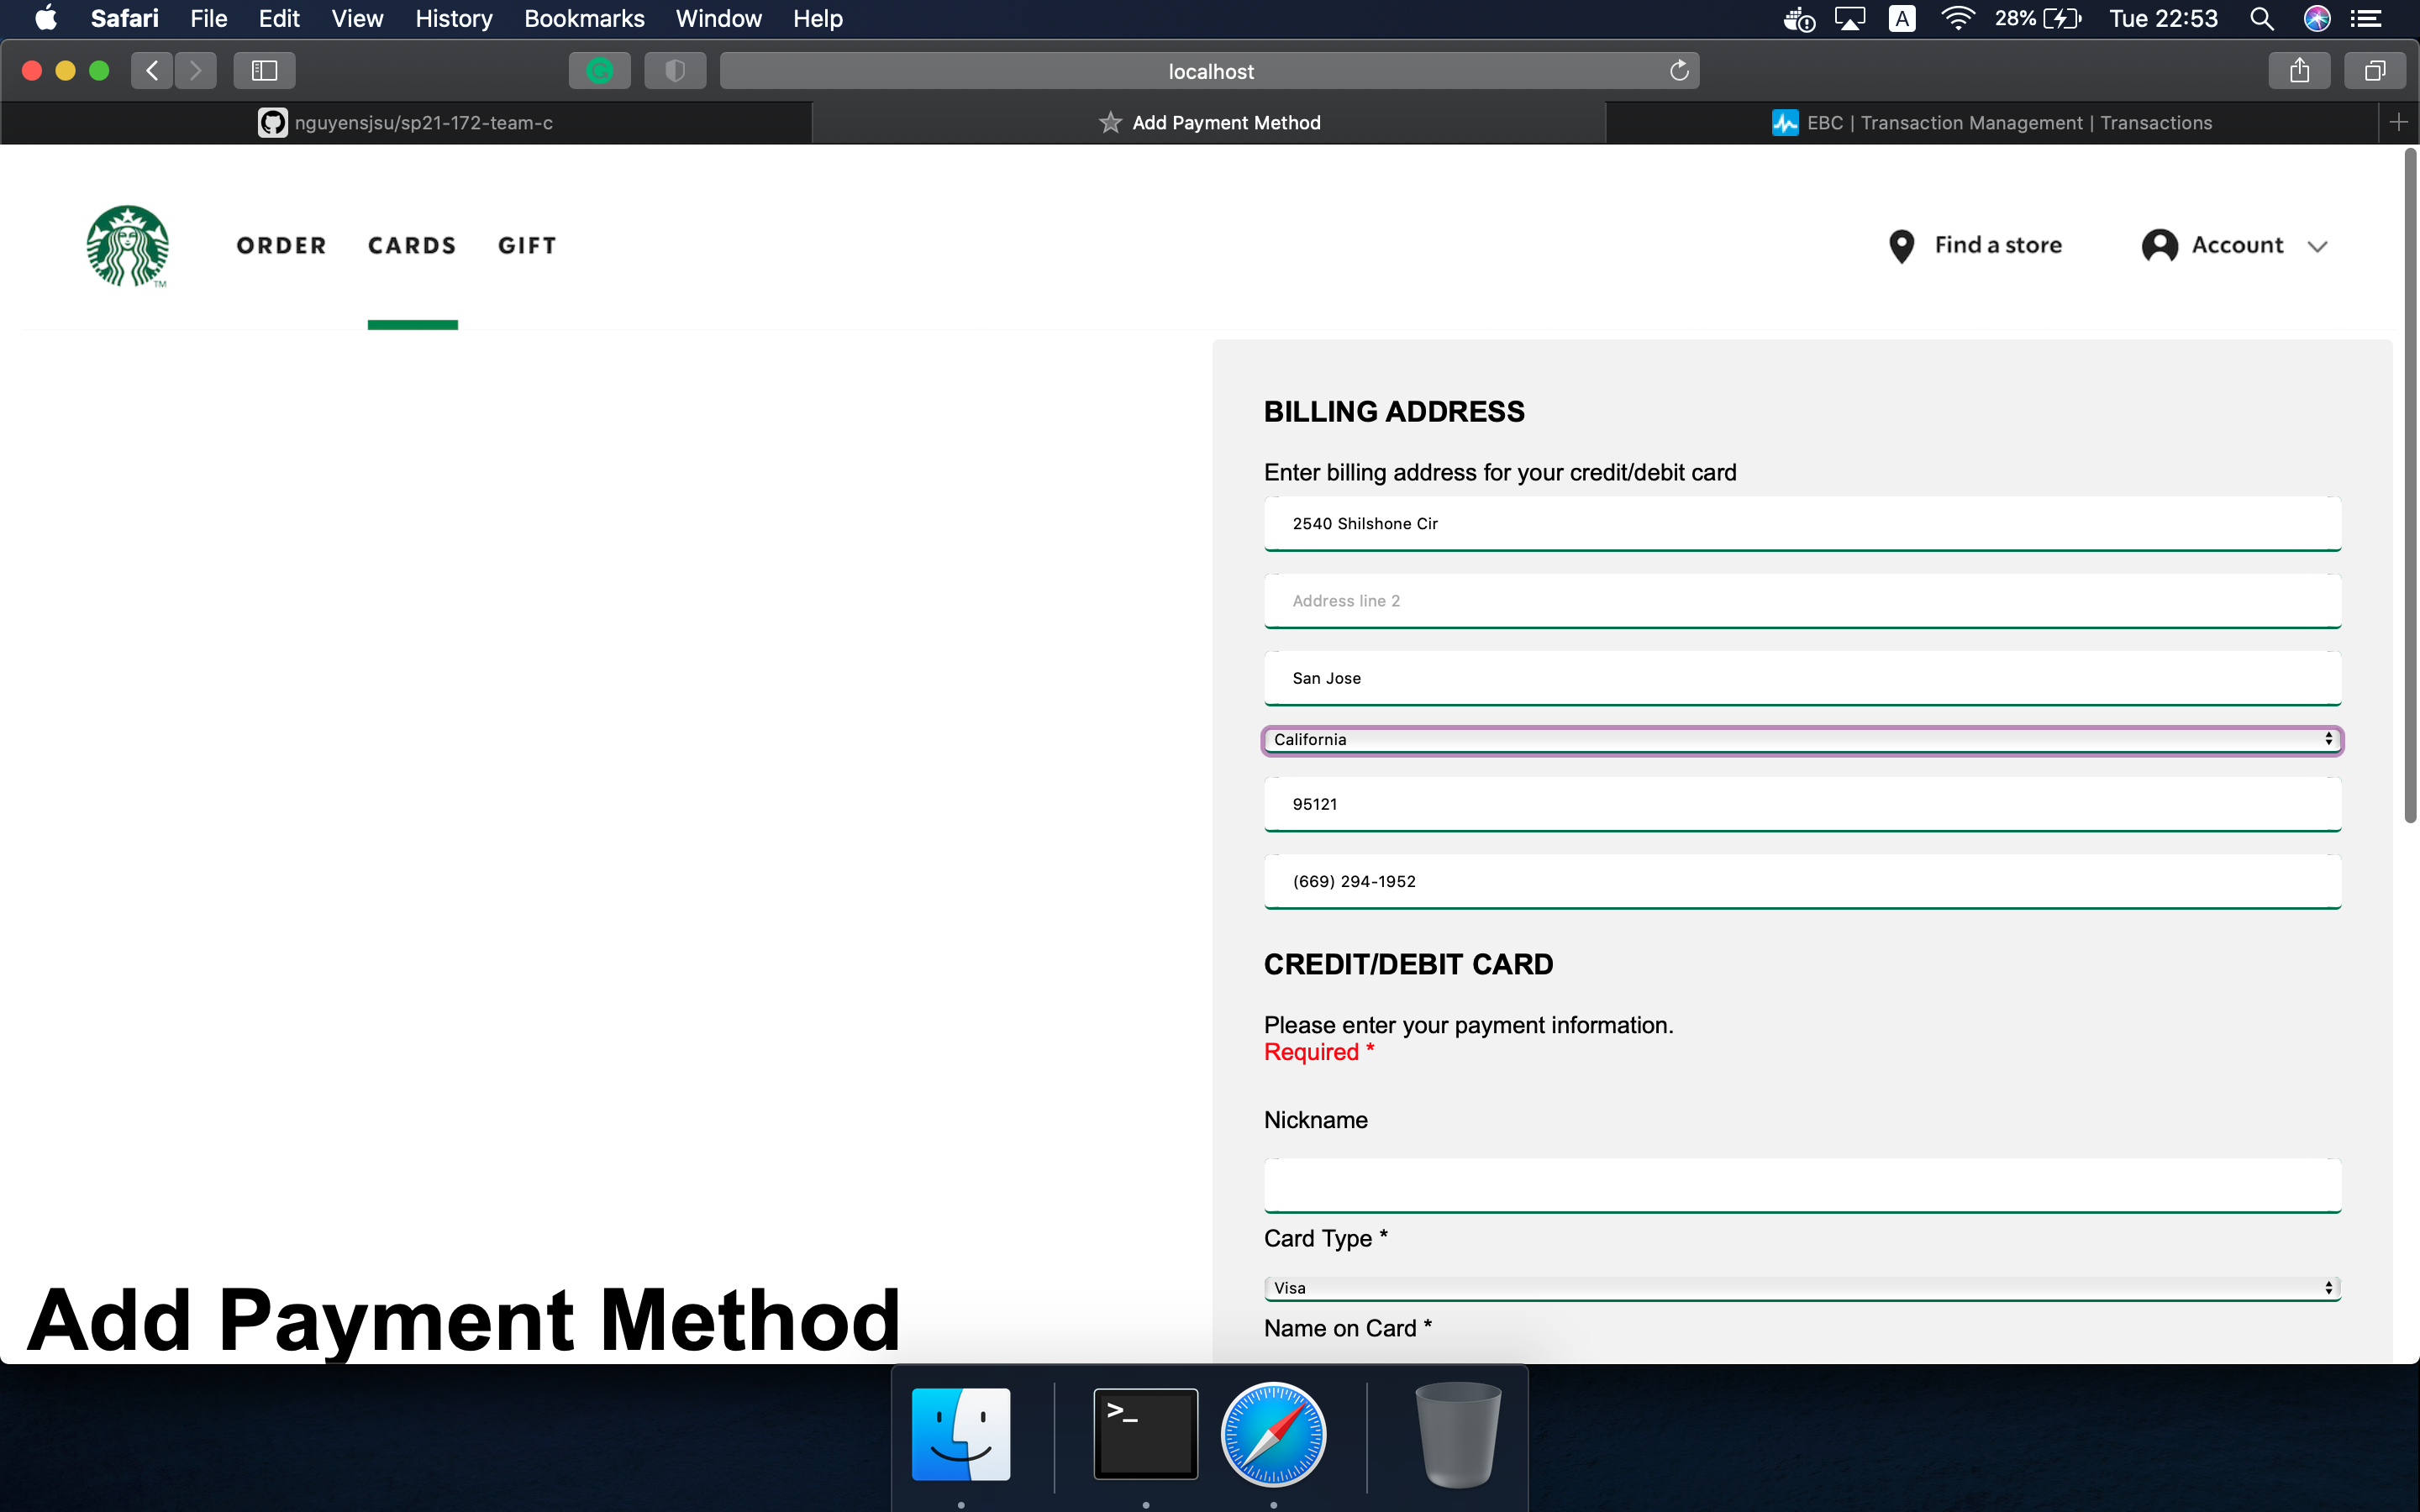 Safari File Edit View History Bookmarks Window Help A 28% Tue 22:53
localhost
nguyensjsu/sp21-172-team-c Add Payment Method EBC | Transaction Management | Transactions
ORDER CARDS GIFT Find a store Account
TM
BILLING ADDRESS
Enter billing address for your credit/debit card
2540 Shilshone Cir
Address line 2
San Jose
California
95121
(669) 294-1952
CREDIT/DEBIT CARD
Please enter your payment information.
Required *
Nickname
Card Type *
Visa
Name on Card *
Add Payment Method
>_